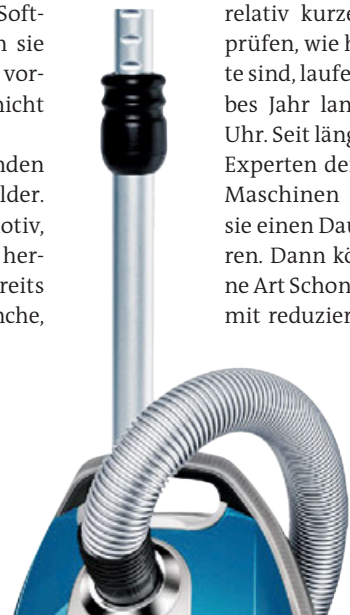 Soft-
n sie
vor-
nicht
nden
lder.
otiv,
her-
reits
nche,
relativ kurze
prüfen, wie h
te sind, laufe
bes Jahr lan
Uhr. Seit läng
Experten de
Maschinen
sie einen Dau
ren. Dann kö
ne Art Schon
mit reduzier